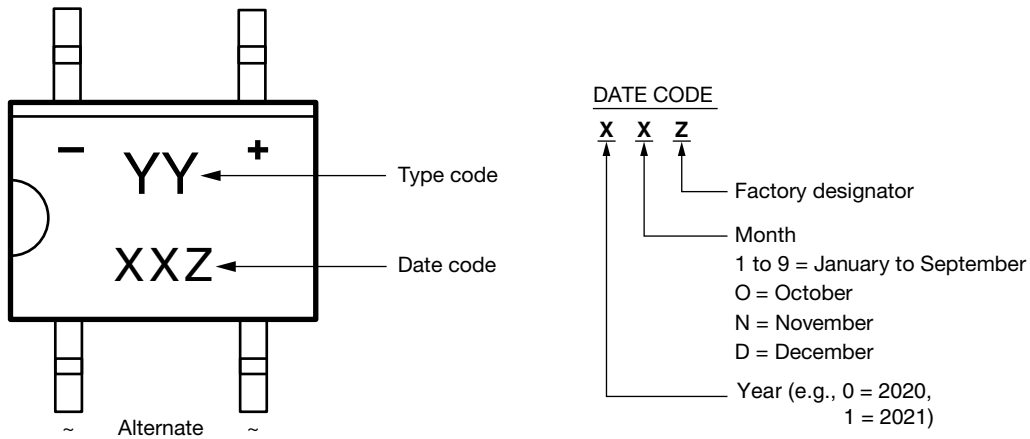 − YY +
Type code
XXZ
Date code
~ Alternate ~
DATE CODE
X X Z
Factory designator
Month
1 to 9 = January to September
O = October
N = November
D = December
Year (e.g., 0 = 2020,
1 = 2021)